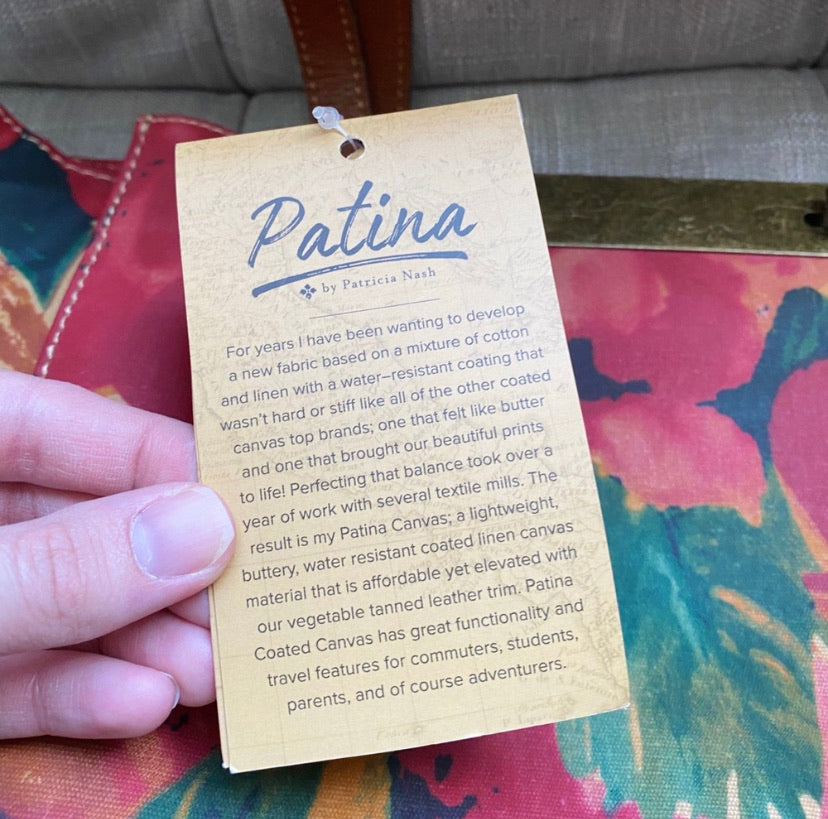 Patina
by Patricia Nash
For years I have been wanting to develop
a new fabric based on a mixture of cotton
and linen with a water–resistant coating that
wasn't hard or stiff like all of the other coated
canvas top brands; one that felt like butter
and one that brought our beautiful prints
to life! Perfecting that balance took over a
year of work with several textile mills. The
result is my Patina Canvas; a lightweight,
buttery, water resistant coated linen canvas
material that is affordable yet elevated with
our vegetable tanned leather trim. Patina
Coated Canvas has great functionality and
travel features for commuters, students,
parents, and of course adventurers.